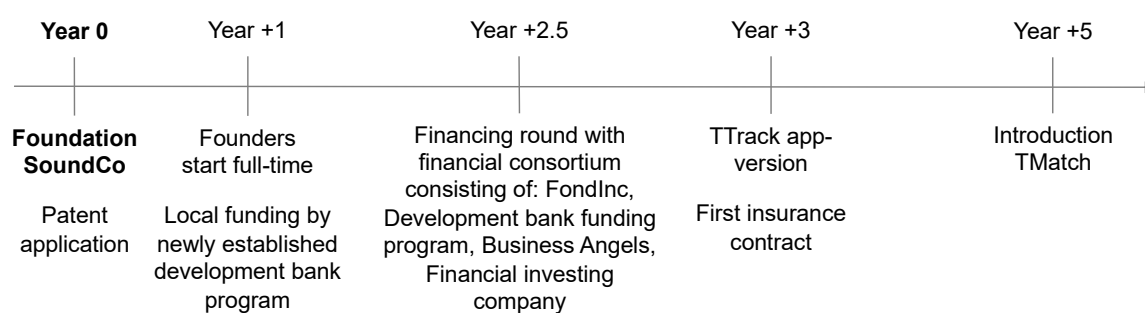 Year 0
Year +1
Year +2.5
Year +3
Year +5
Foundation
SoundCo
Patent
application
Founders
start full-time
Local funding by
newly established
development bank
program
Financing round with
financial consortium
consisting of: FondInc,
Development bank funding
program, Business Angels,
Financial investing
company
TTrack app-
version
First insurance
contract
Introduction
TMatch